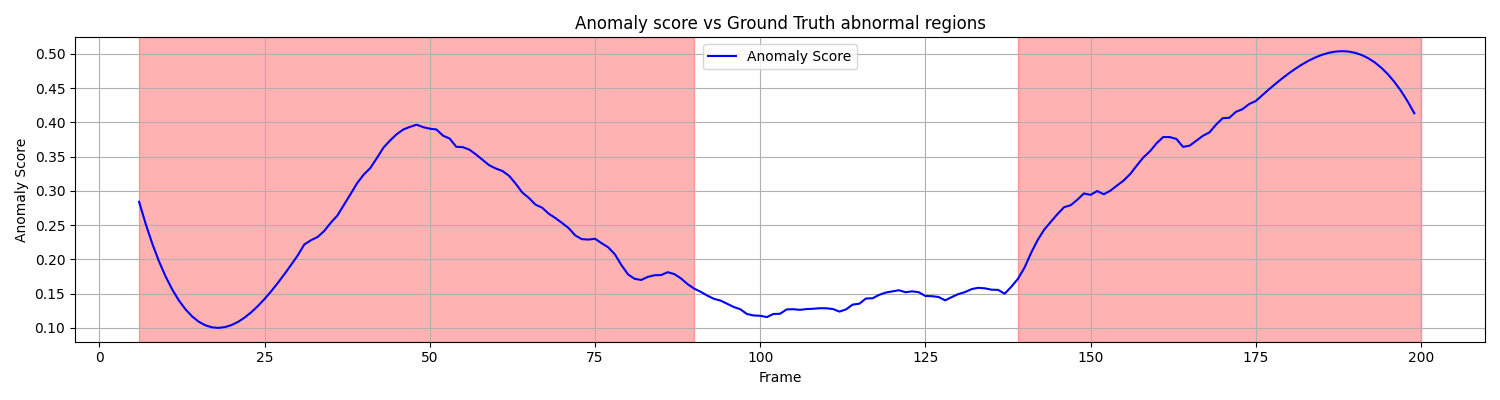 Anomaly score vs Ground Truth abnormal regions
Anomaly Score
0.50
0.45
0.40
0.35
0.30
0.25
0.20
0.15
0.10
Anomaly Score
0 25 50 75 100 125 150 175 200
Frame